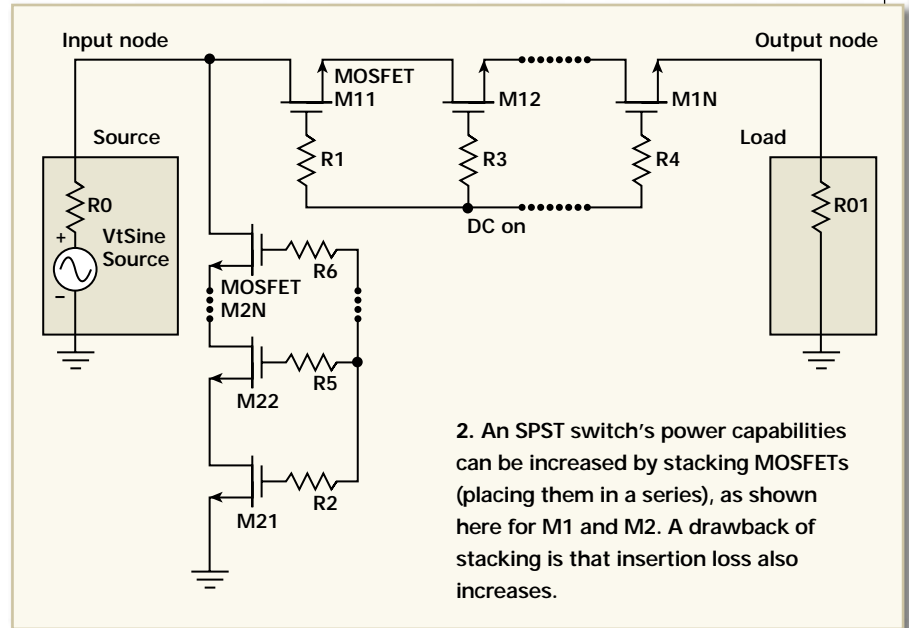 Input node
Output node
MOSFET
M11
M12
M1N
Source
Load
R1
R3
R4
R0
R01
+
VtSine
Source
–
DC on
R6
MOSFET
M2N
R5
M22
R2
M21
2. An SPST switch’s power capabilities
can be increased by stacking MOSFETs
(placing them in a series), as shown
here for M1 and M2. A drawback of
stacking is that insertion loss also
increases.